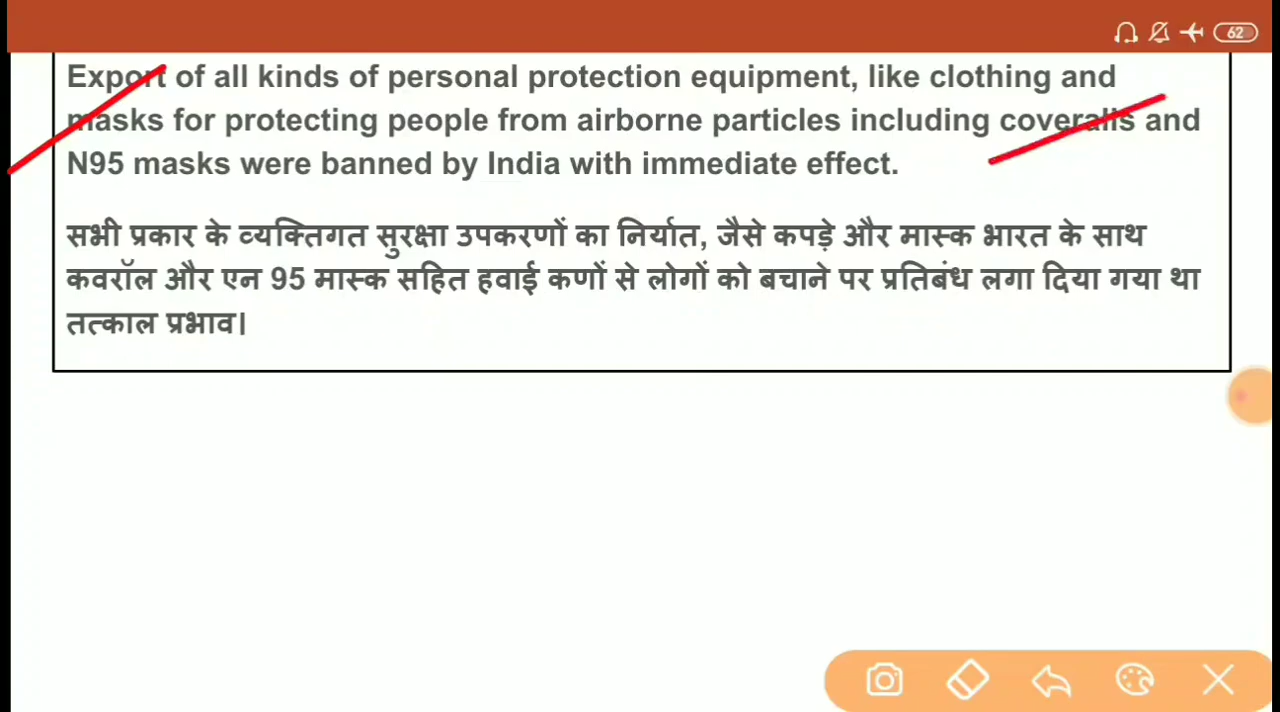 62
Export of all kinds of personal protection equipment, like clothing and
masks for protecting people from airborne particles including coveralls and
N95 masks were banned by India with immediate effect.
सभी प्रकार के व्यक्तिगत सुरक्षा उपकरणों का निर्यात, जैसे कपड़े और मास्क भारत के साथ
कवरॉल और एन 95 मास्क सहित हवाई कणों से लोगों को बचाने पर प्रतिबंध लगा दिया गया था
तत्काल प्रभाव।